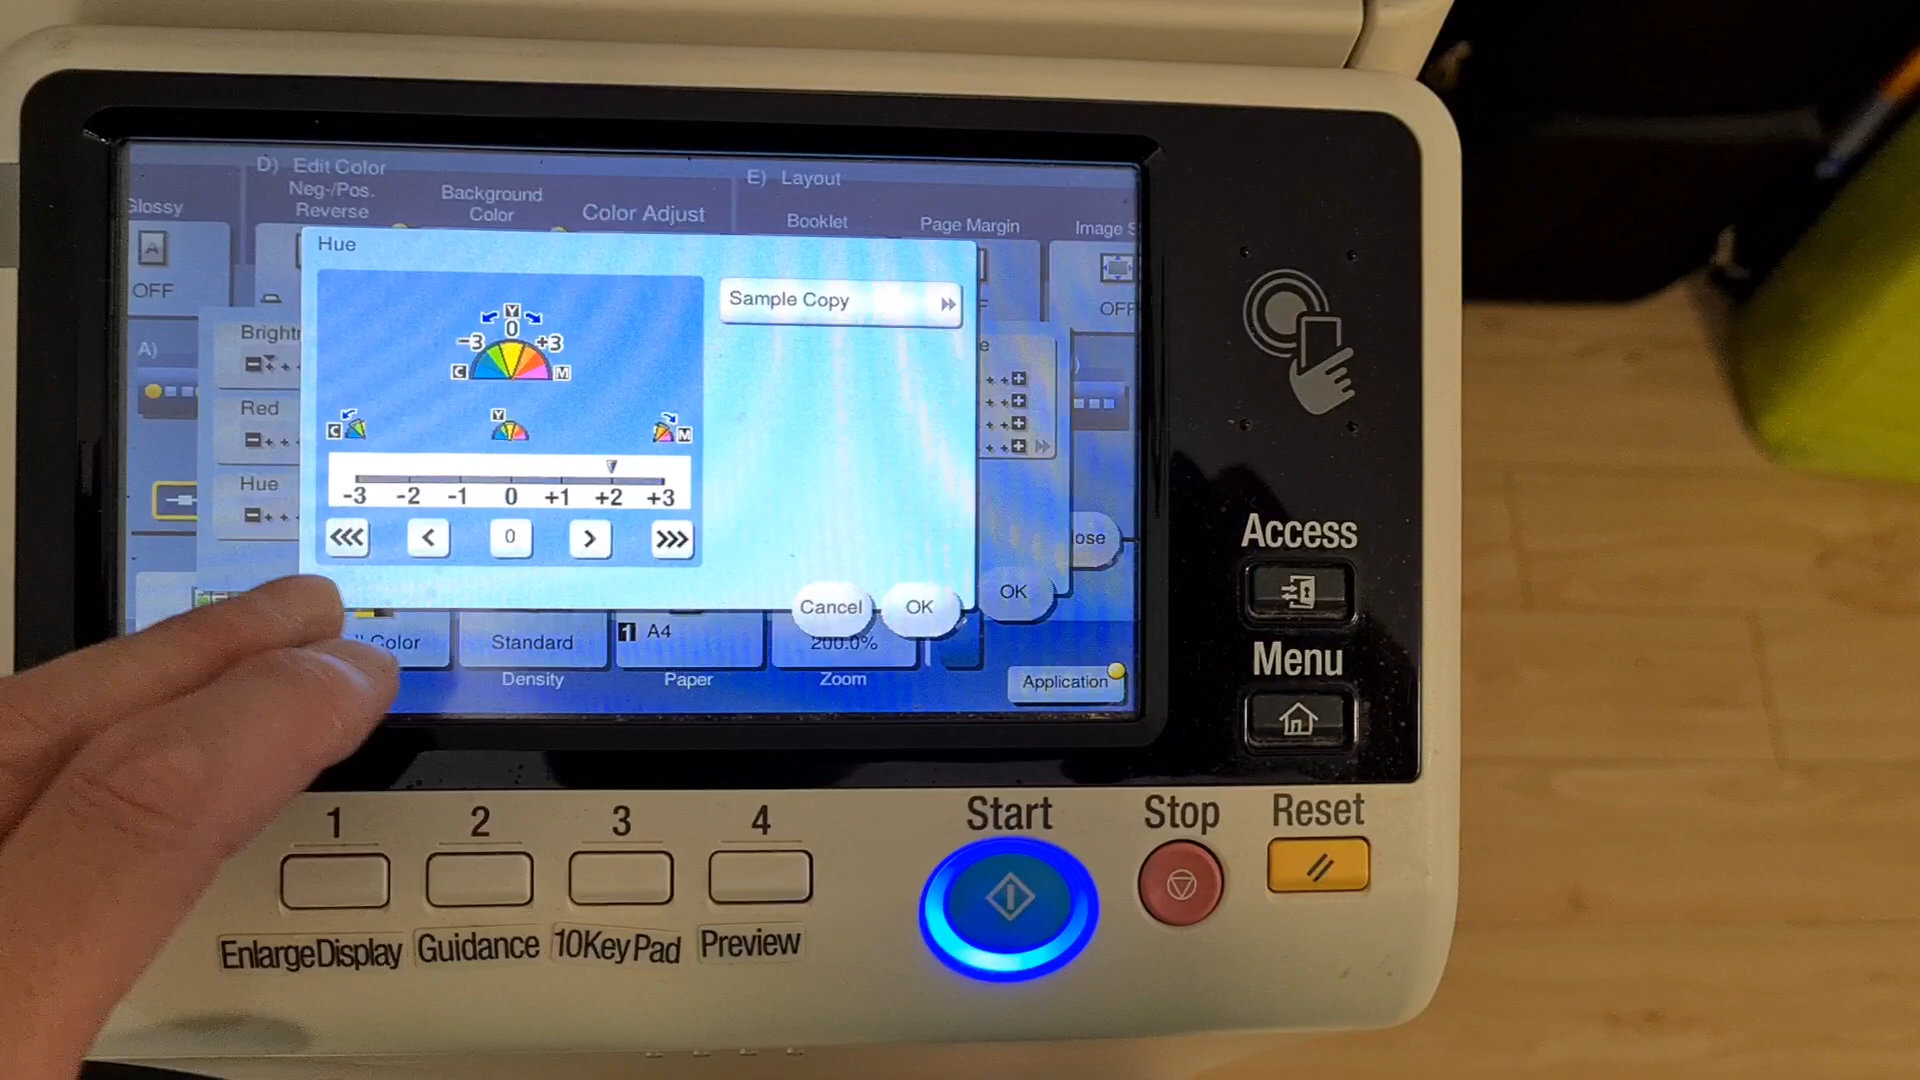 D) Edit Color
E) Layout
Glossy
Neg-/Pos.
Reverse
Background
Color
Color Adjust
Booklet
Page Margin
Image S
OFF
OFF
Hue
Sample Copy
Y
0
-3
+3
C
M
Y
C
M
-3 -2 -1 0 +1 +2 +3
0
A)
Brightn
Red
Hue
Cancel
OK
OK
lose
Color
Standard
1 A4
200.0%
Density
Paper
Zoom
Application
Access
Menu
1
2
3
4
Start
Stop
Reset
Enlarge Display
Guidance
10 Key Pad
Preview